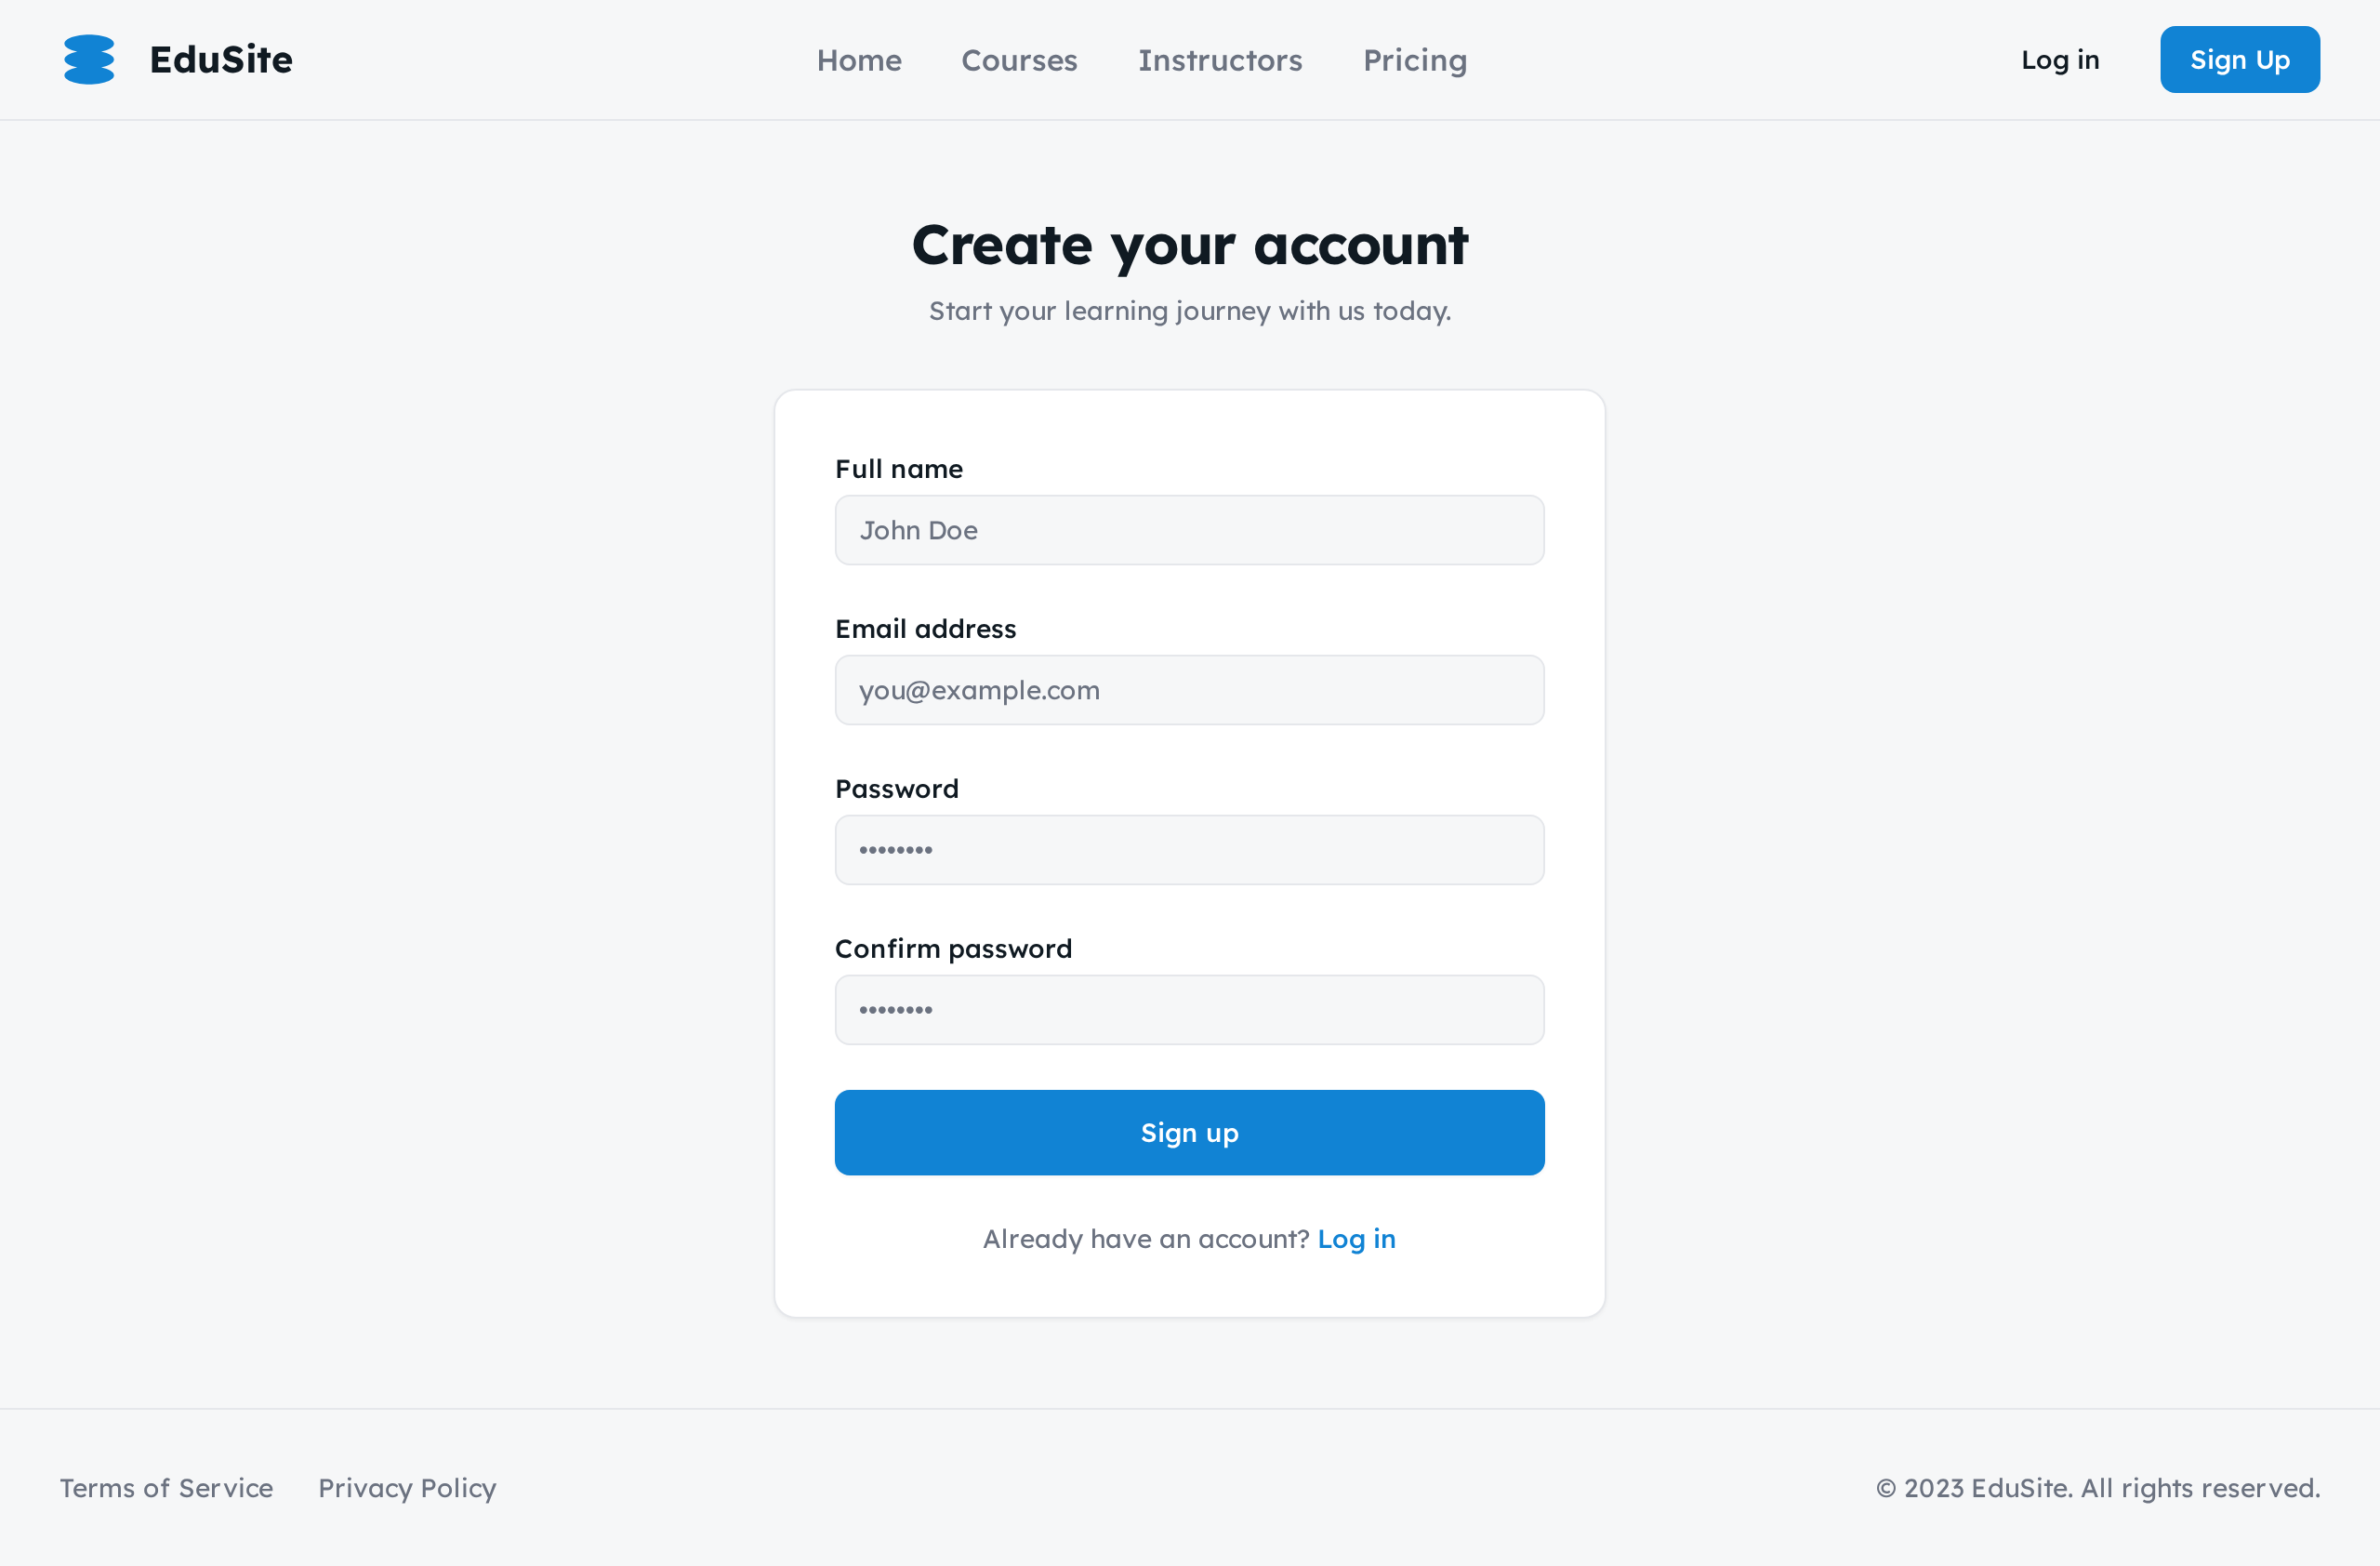 EduSite
Home Courses Instructors Pricing
Log in Sign Up
Create your account
Start your learning journey with us today.
Full name
John Doe
Email address
you@example.com
Password
••••••••
Confirm password
••••••••
Sign up
Already have an account? Log in
Terms of Service Privacy Policy
© 2023 EduSite. All rights reserved.